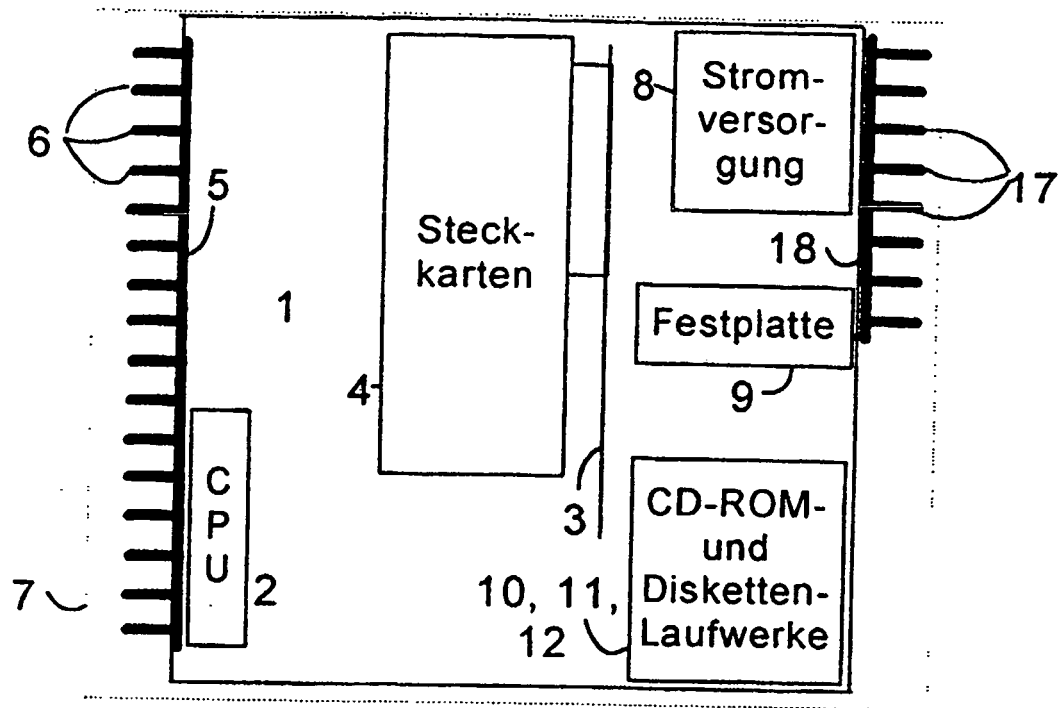 6
5
1
Steck-
karten
4
3
8
Strom-
versor-
gung
17
18
Festplatte
9
C
P
U
2
7
10, 11,
12
CD-ROM-
und
Disketten-
Laufwerke